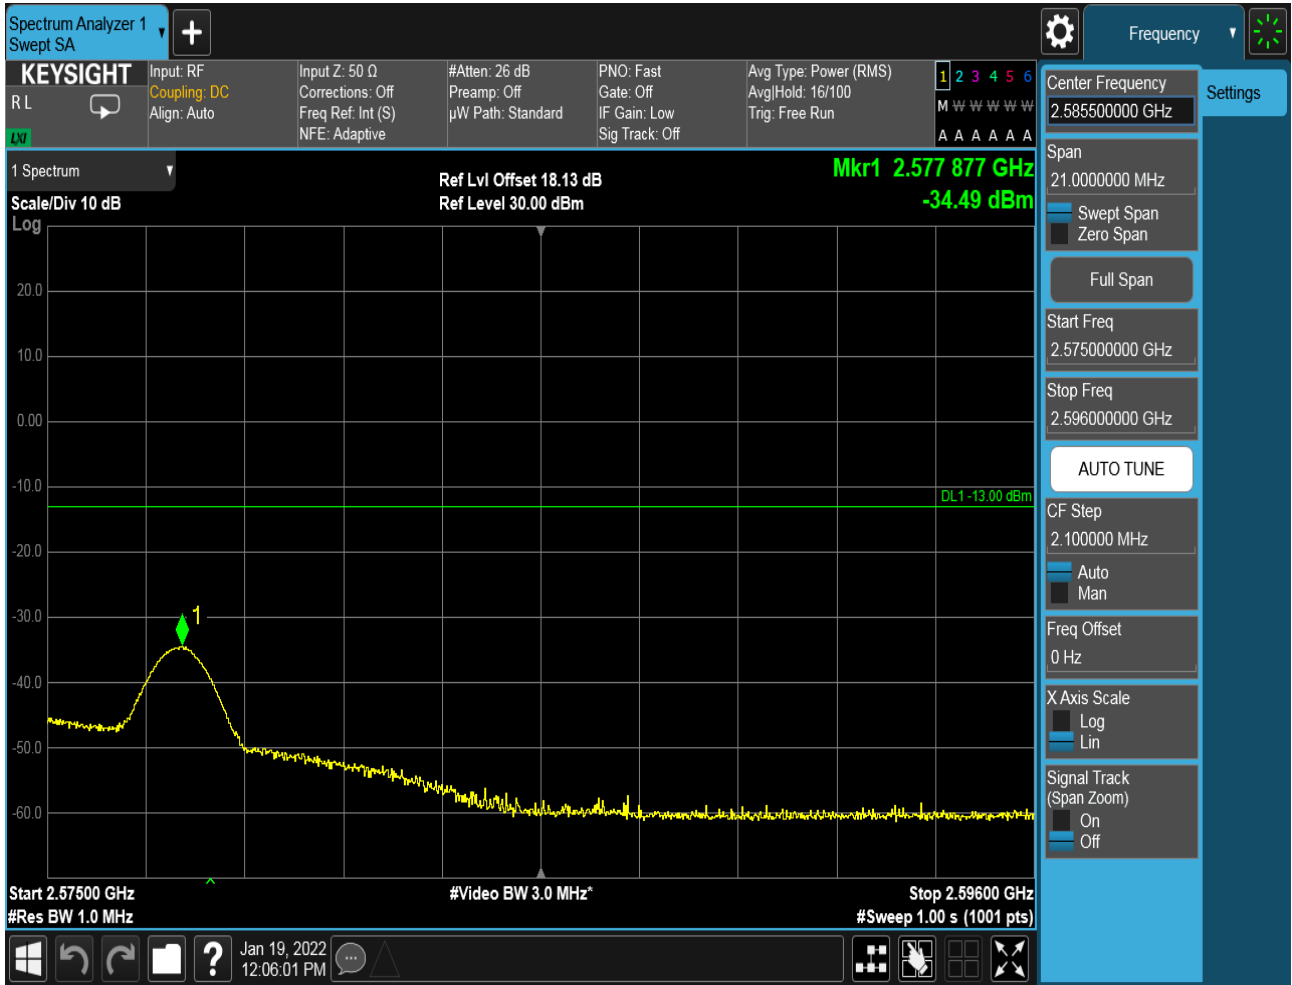 Spectrum Analyzer 1
Swept SA
Frequency
KEYSIGHT
R L
LXI
Input: RF
Coupling: DC
Align: Auto
Input Z: 50 Ω
Corrections: Off
Freq Ref: Int (S)
NFE: Adaptive
#Atten: 26 dB
Preamp: Off
µW Path: Standard
PNO: Fast
Gate: Off
IF Gain: Low
Sig Track: Off
Avg Type: Power (RMS)
Avg|Hold: 16/100
Trig: Free Run
1 2 3 4 5 6
M W W W W W
A A A A A A
1 Spectrum
Scale/Div 10 dB
Log
Ref Lvl Offset 18.13 dB
Ref Level 30.00 dBm
Mkr1 2.577 877 GHz
-34.49 dBm
20.0
10.0
0.00
-10.0
-20.0
-30.0
-40.0
-50.0
-60.0
DL1 -13.00 dBm
1
Start 2.57500 GHz
#Res BW 1.0 MHz
#Video BW 3.0 MHz*
Stop 2.59600 GHz
#Sweep 1.00 s (1001 pts)
Jan 19, 2022
12:06:01 PM
?
Settings
Center Frequency
2.585500000 GHz
Span
21.0000000 MHz
Swept Span
Zero Span
Full Span
Start Freq
2.575000000 GHz
Stop Freq
2.596000000 GHz
AUTO TUNE
CF Step
2.100000 MHz
Auto
Man
Freq Offset
0 Hz
X Axis Scale
Log
Lin
Signal Track
(Span Zoom)
On
Off